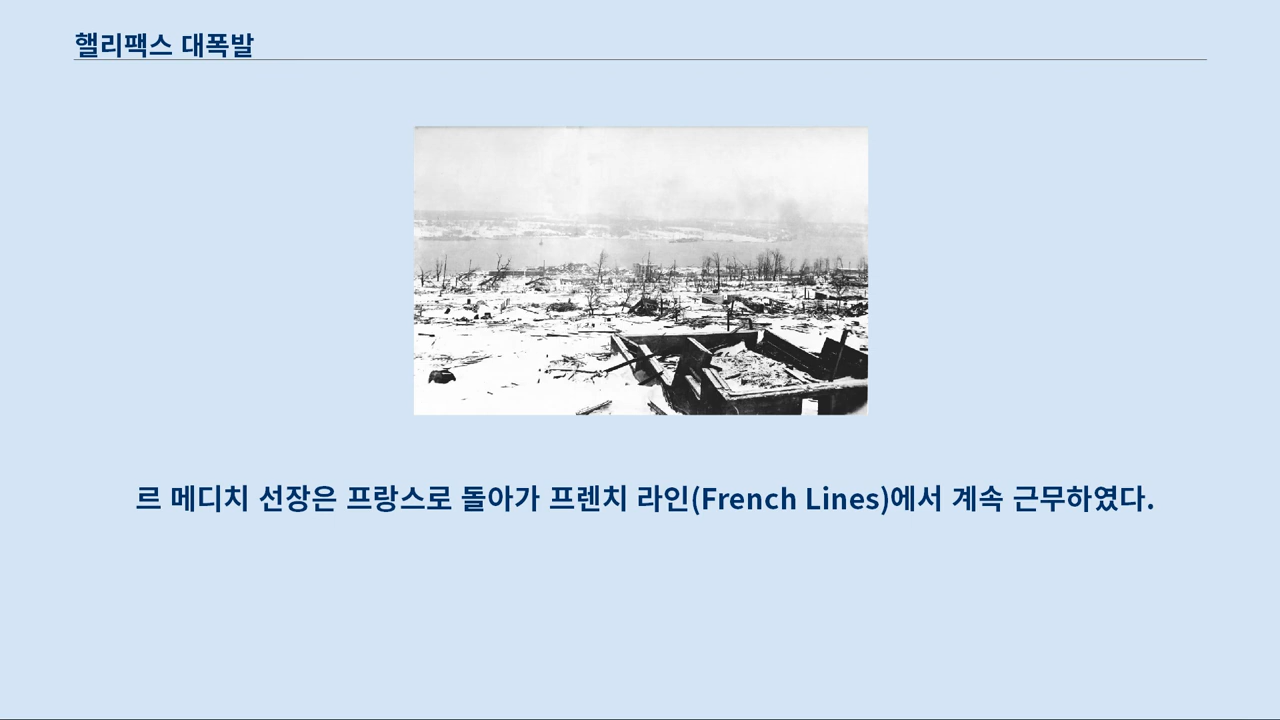 핼리팩스 대폭발
르 메디치 선장은 프랑스로 돌아가 프렌치 라인(French Lines)에서 계속 근무하였다.